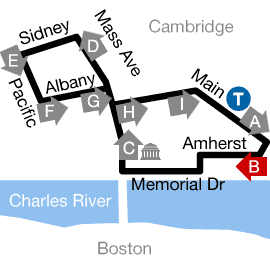 Sidney
Cambridge
Mass Ave
D
E
Albany
Main
Pacific
F
G
H
I
T
A
C
Amherst
B
Memorial Dr
Charles River
Boston